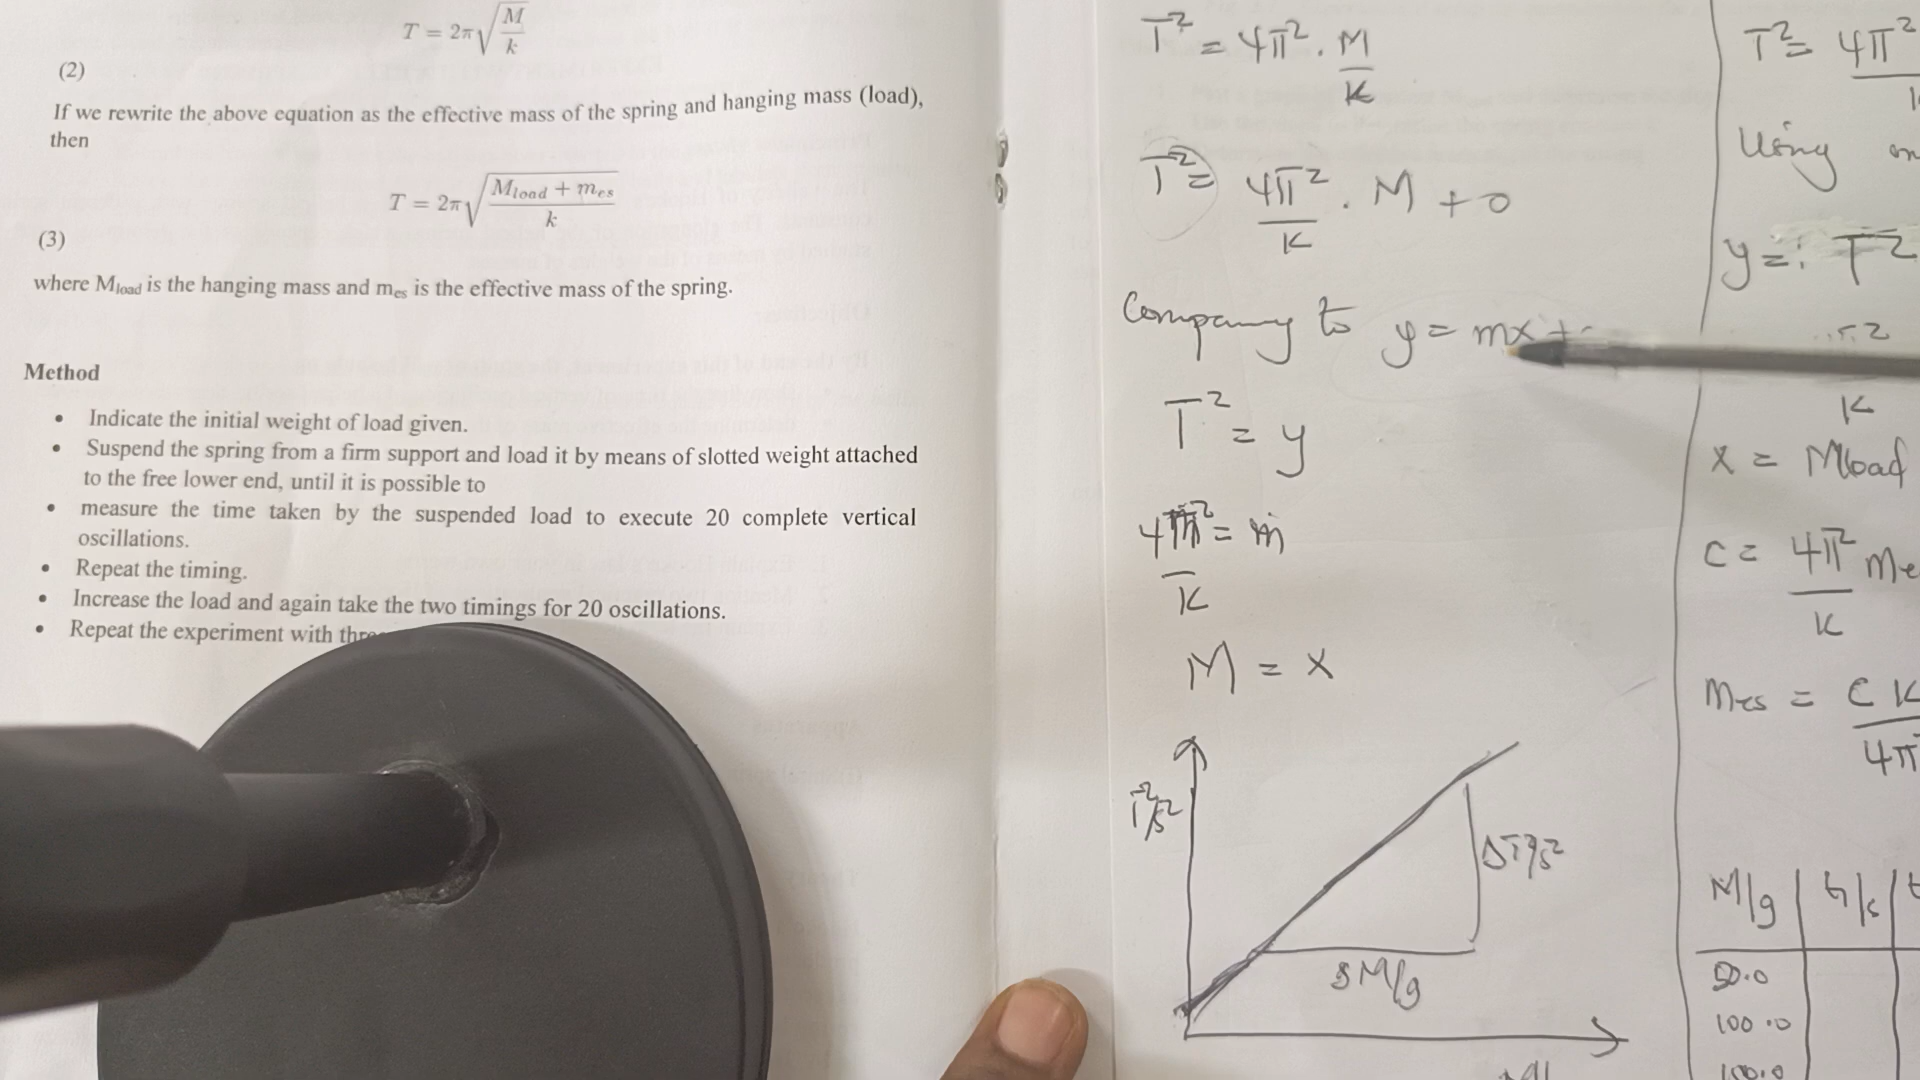 T = 2π√(M/k)
(2)
If we rewrite the above equation as the effective mass of the spring and hanging mass (load),
then
T = 2π√((M_load + m_es)/k)
(3)
where M_load is the hanging mass and m_es is the effective mass of the spring.
Method
• Indicate the initial weight of load given.
• Suspend the spring from a firm support and load it by means of slotted weight attached
to the free lower end, until it is possible to
• measure the time taken by the suspended load to execute 20 complete vertical
oscillations.
• Repeat the timing.
• Increase the load and again take the two timings for 20 oscillations.
• Repeat the experiment with
T² = 4π² . M/K
T² = 4π²/K . M + 0
Comparing to y = mx +
T² = y
4π²/K = m
M = x
T²/s²
ΔT²/s²
M/g
T² = 4π²
Using
y = T²
K
x = Mload
C = 4π²/K
Mes = C K
4π
M/g
50.0
100.0